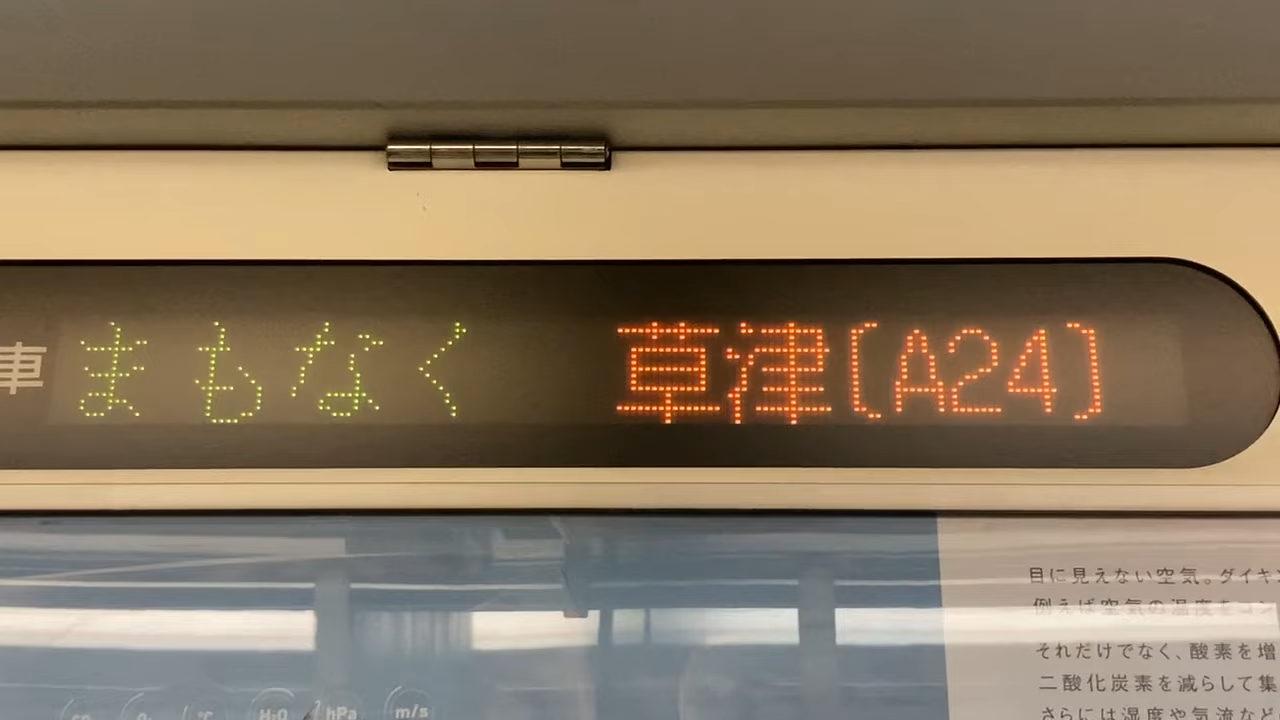 車 まもなく 草津〔A24〕
目に見えない空気。ダイキ
例えば空気の温度をコン
それだけでなく、酸素を増
二酸化炭素を減らして集
さらには湿度や気流など
℃ H₂O hPa m/s